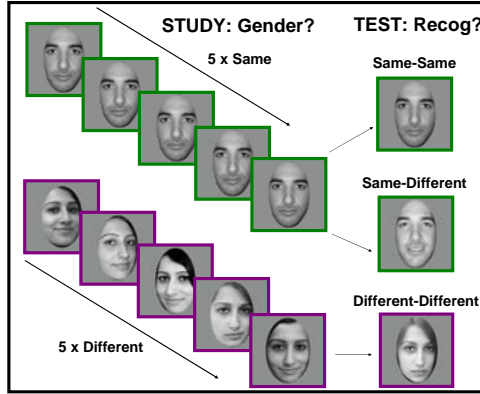 STUDY: Gender?
TEST: Recog?
5 x Same
Same-Same
Same-Different
Different-Different
5 x Different